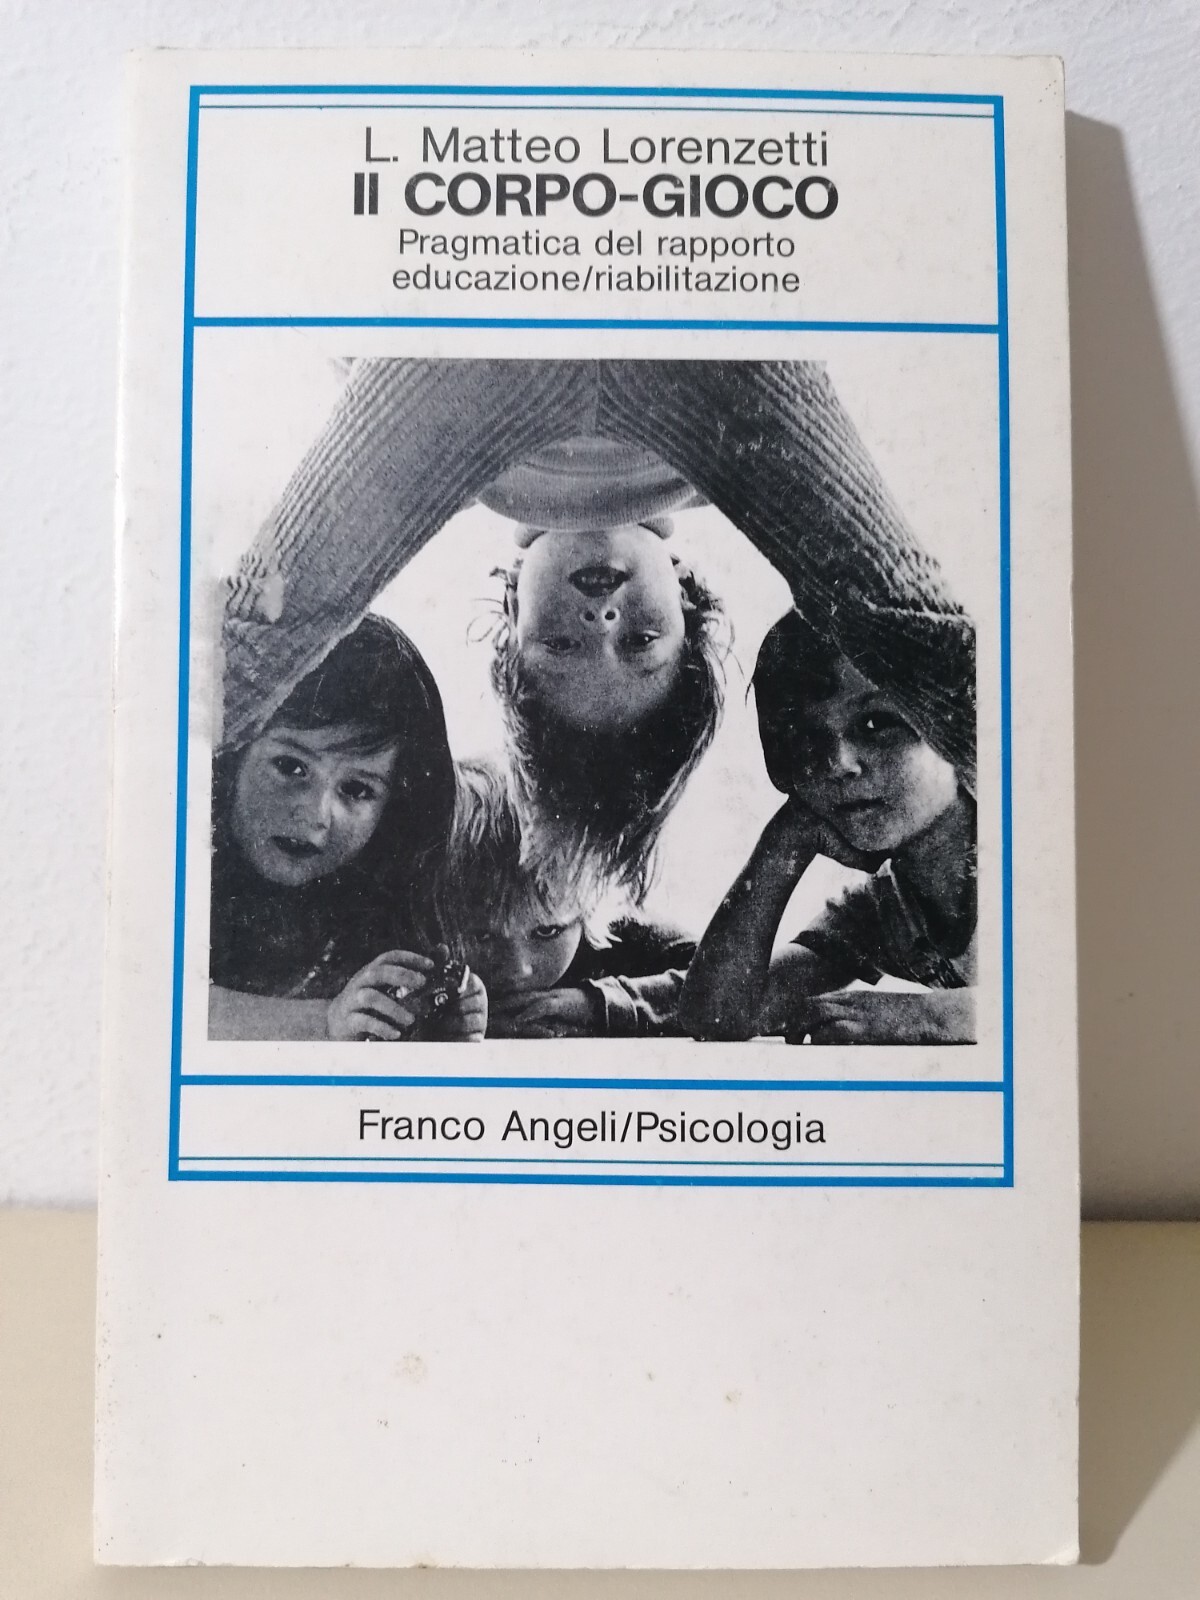 L. Matteo Lorenzetti
Il CORPO-GIOCO
Pragmatica del rapporto
educazione/riabilitazione
Franco Angeli/Psicologia